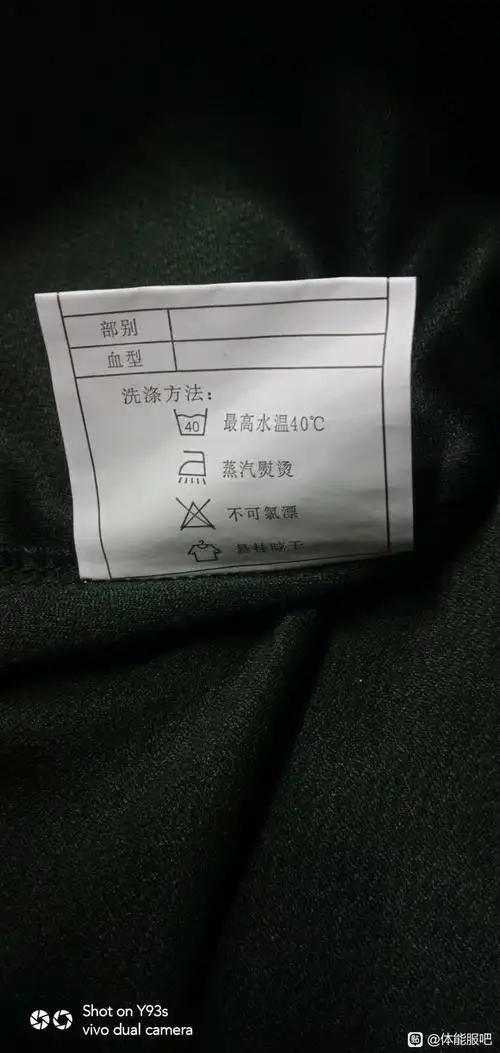 部别
血型
洗涤方法：
40 最高水温40℃
蒸汽熨烫
不可氯漂
悬挂晾干
Shot on Y93s
vivo dual camera
贴 @体能服吧